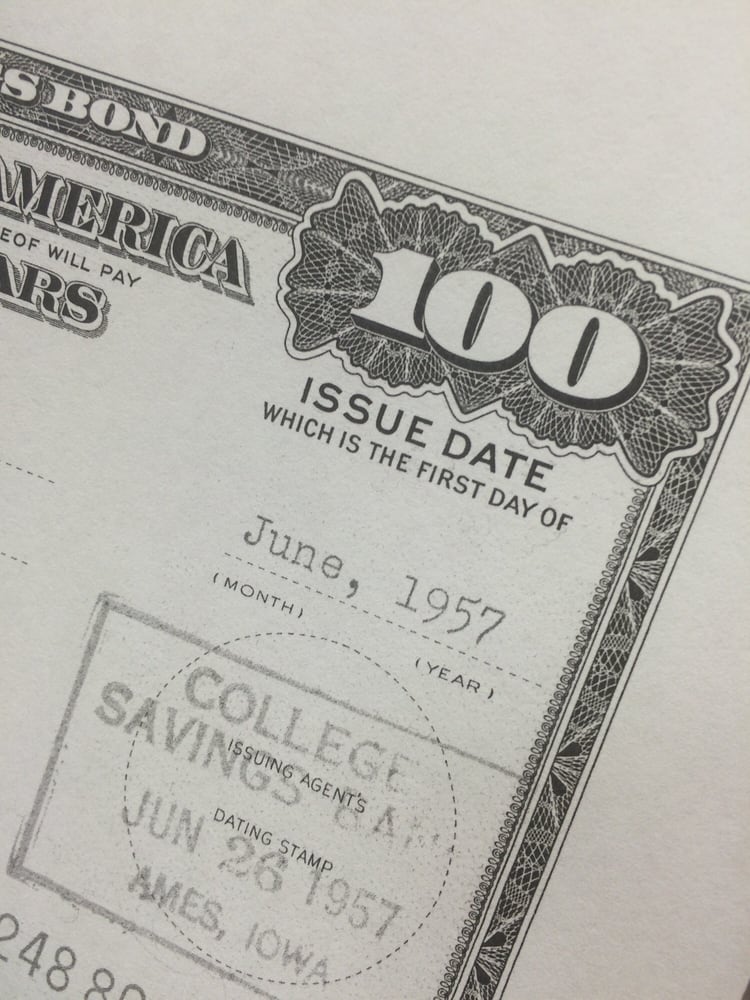 S BOND
AMERICA
EOF WILL PAY
ARS
100
ISSUE DATE
WHICH IS THE FIRST DAY OF
June, 1957
(MONTH)
(YEAR)
COLLEGE
SAVINGS
ISSUING AGENT'S
JUN 26 1957
DATING STAMP
AMES, IOWA
24880